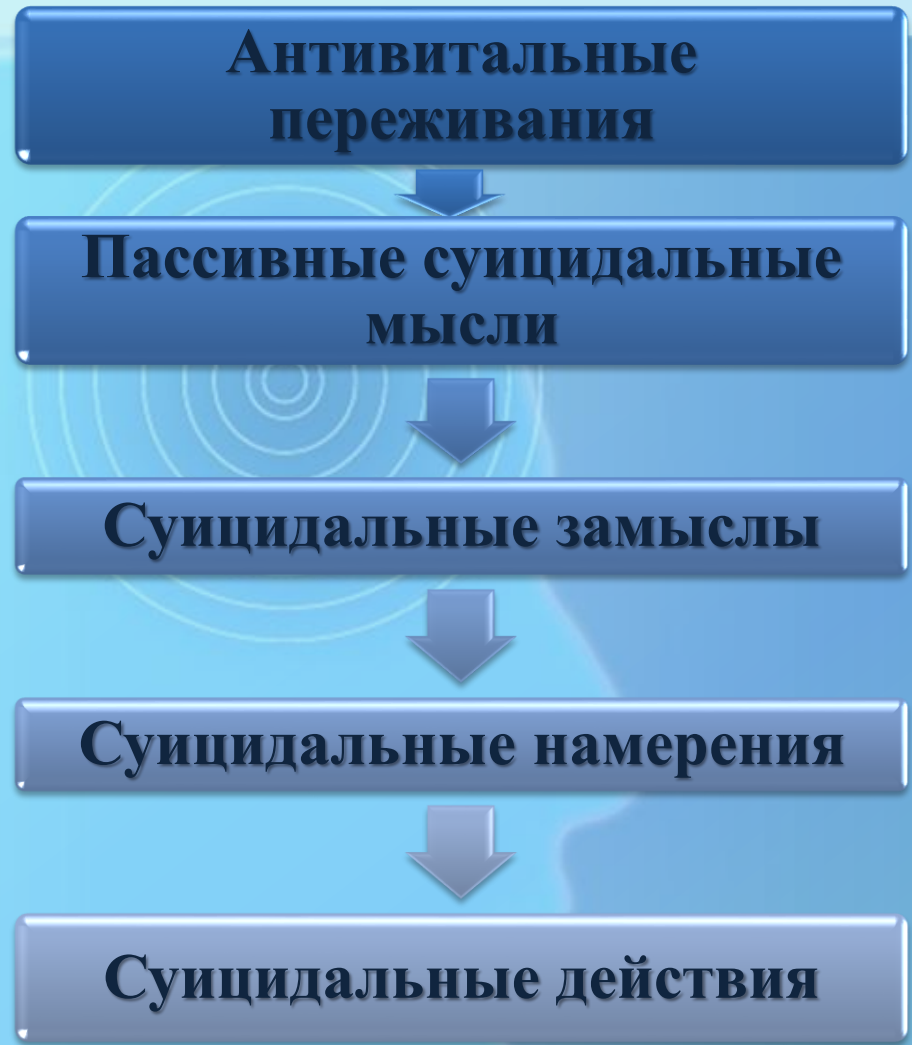 Антивитальные
переживания
Пассивные суицидальные
мысли
Суицидальные замыслы
Суицидальные намерения
Суицидальные действия